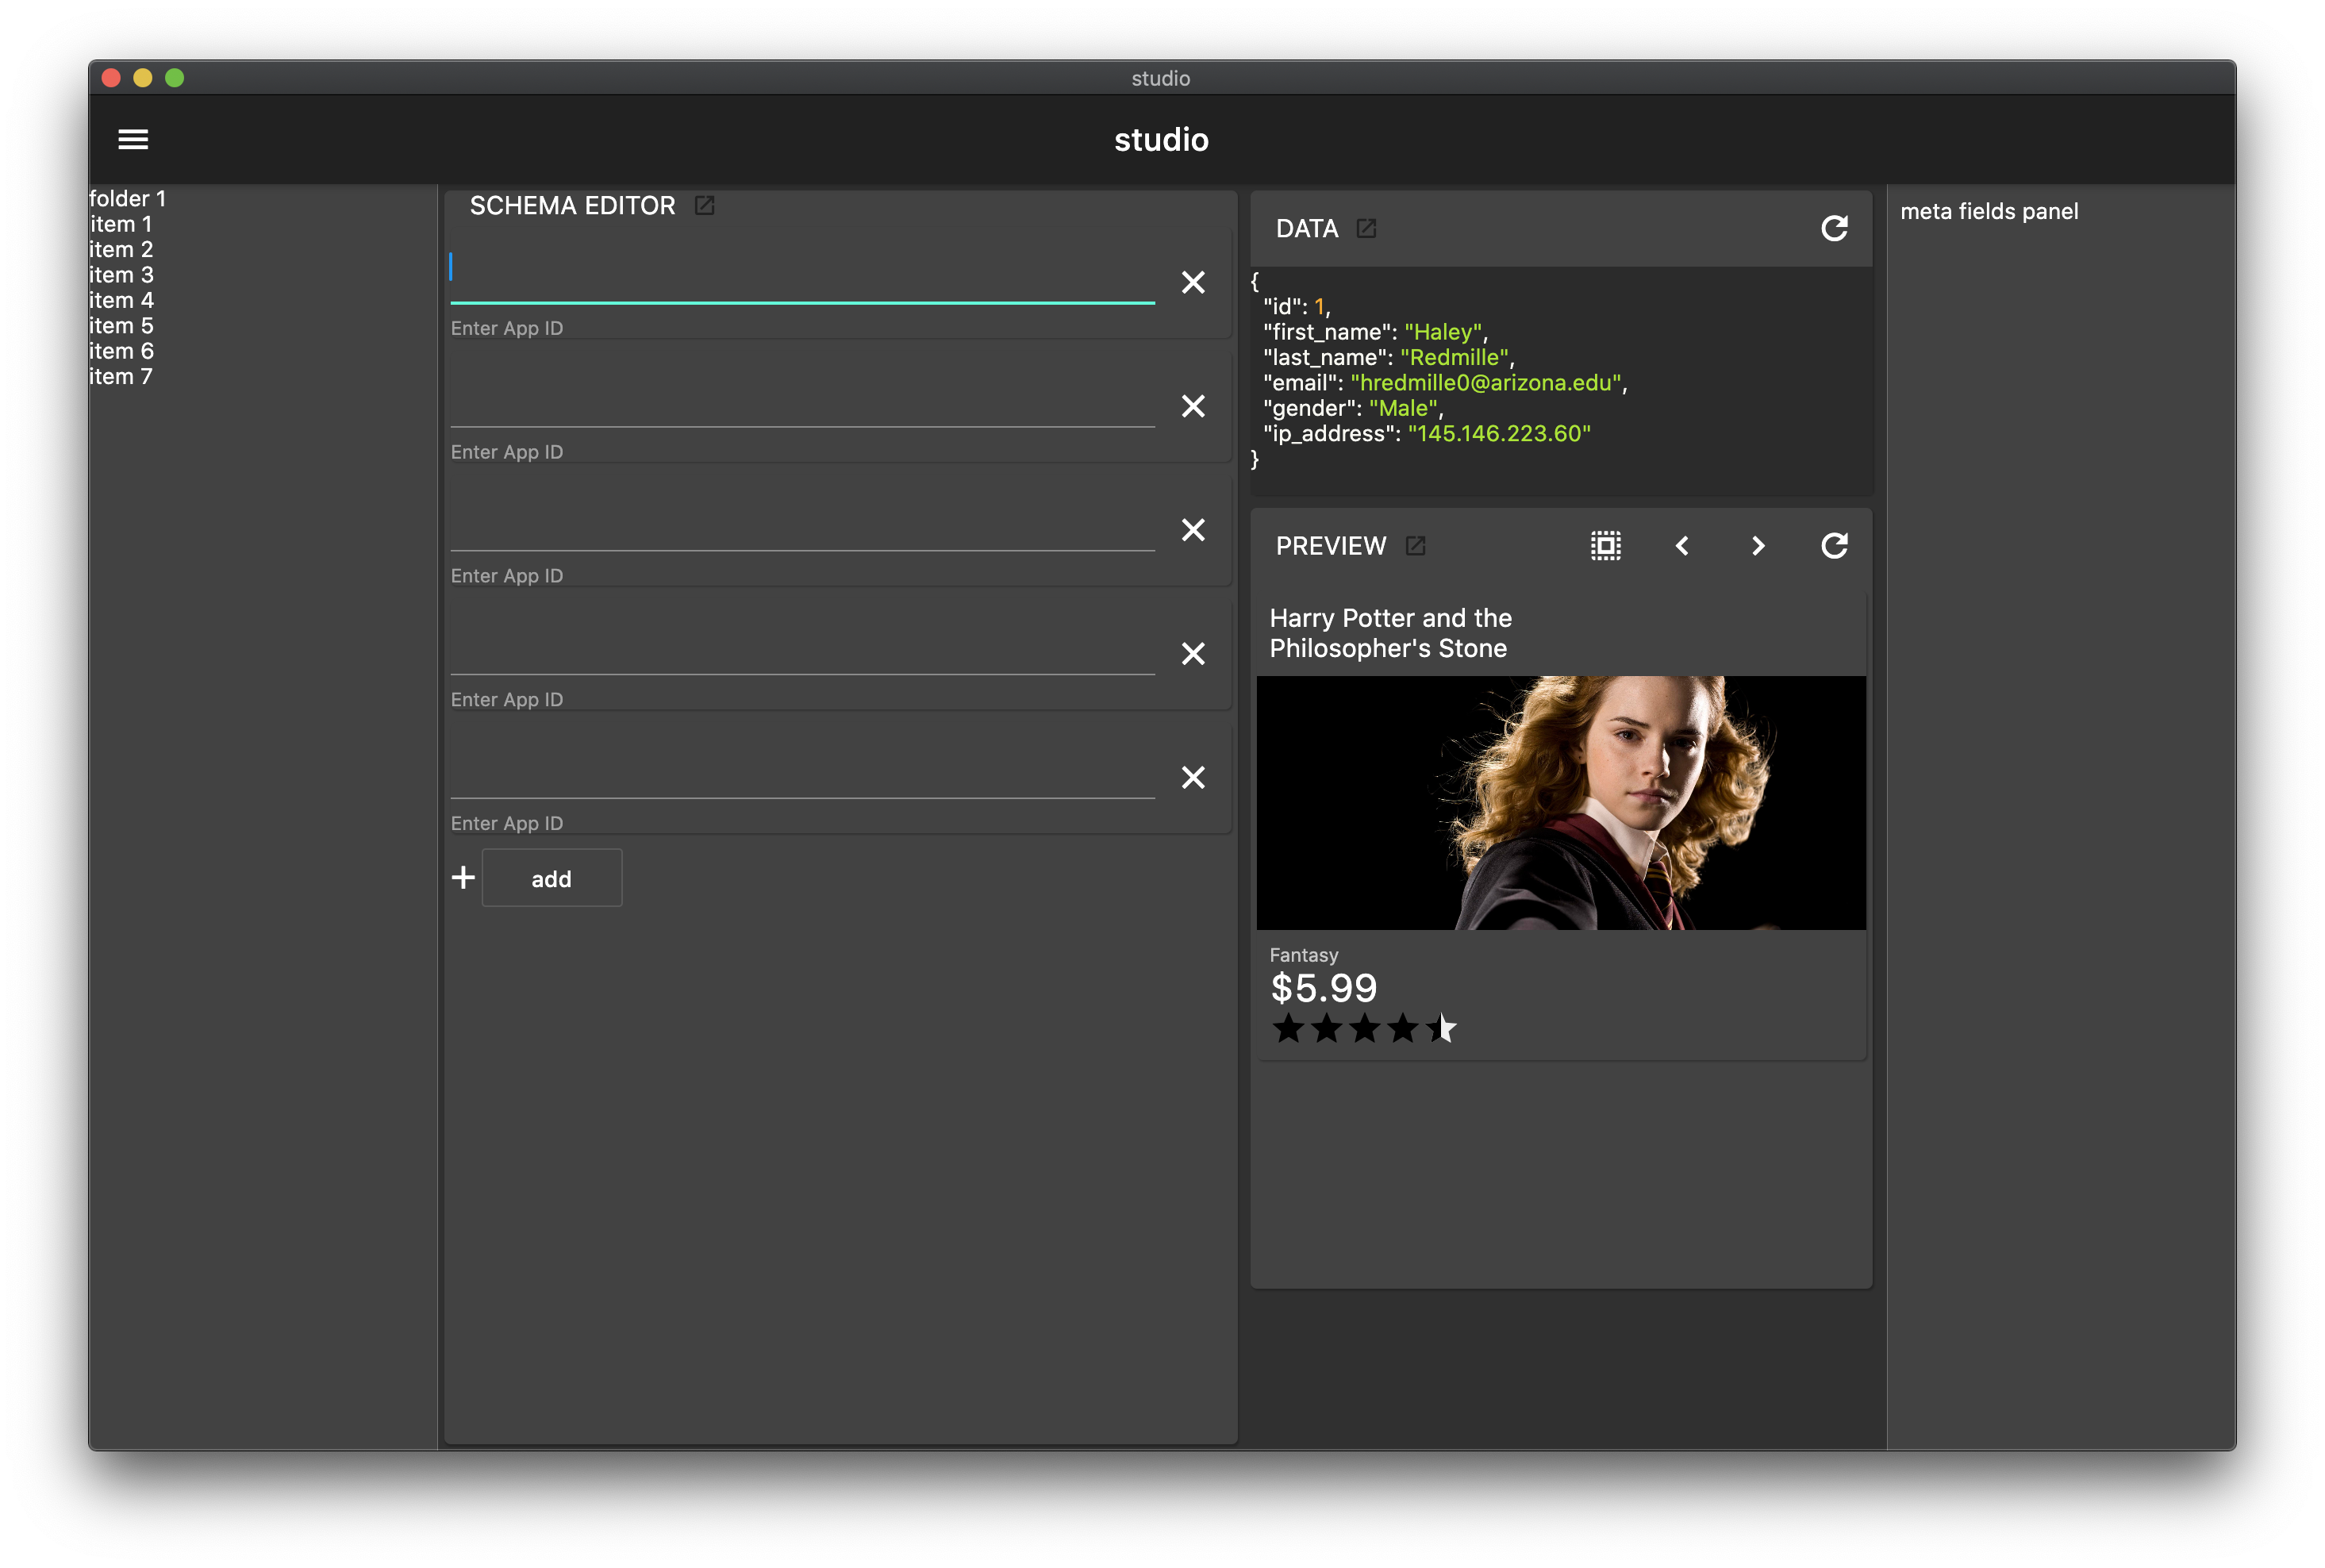 studio
studio
folder 1
item 1
item 2
item 3
item 4
item 5
item 6
item 7
SCHEMA EDITOR
Enter App ID
Enter App ID
Enter App ID
Enter App ID
Enter App ID
add
DATA
{
"id": 1,
"first_name": "Haley",
"last_name": "Redmille",
"email": "hredmille0@arizona.edu",
"gender": "Male",
"ip_address": "145.146.223.60"
}
PREVIEW
Harry Potter and the
Philosopher's Stone
Fantasy
$5.99
meta fields panel